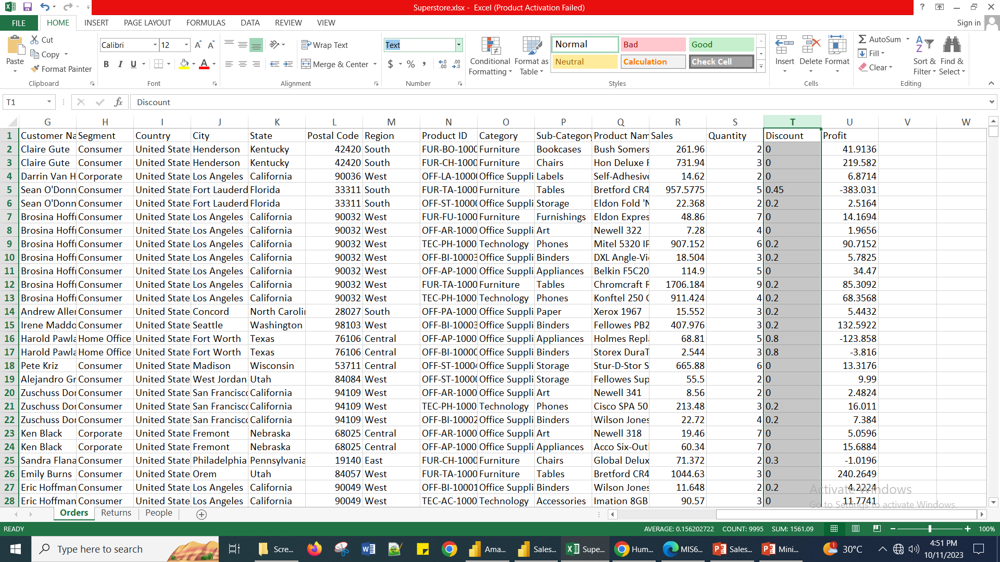 Superstore.xlsx - Excel (Product Activation Failed)
FILE HOME INSERT PAGE LAYOUT FORMULAS DATA REVIEW VIEW Sign in
Cut
Copy
Format Painter
Paste
Clipboard
Calibri 12
B I U
Font
Wrap Text
Merge & Center
Alignment
Text
$ % ,
Number
Conditional Formatting
Format as Table
Normal Bad Good
Neutral Calculation Check Cell
Styles
Insert Delete Format
Cells
AutoSum
Fill
Clear
Sort & Filter
Find & Select
Editing
T1 fx Discount
G H I J K L M N O P Q R S T U V W
1 Customer Na Segment Country City State Postal Code Region Product ID Category Sub-Category Product Nam Sales Quantity Discount Profit
2 Claire Gute Consumer United State Henderson Kentucky 42420 South FUR-BO-1000 Furniture Bookcases Bush Somers 261.96 2 0 41.9136
3 Claire Gute Consumer United State Henderson Kentucky 42420 South FUR-CH-1000 Furniture Chairs Hon Deluxe F 731.94 3 0 219.582
4 Darrin Van H Corporate United State Los Angeles California 90036 West OFF-LA-1000 Office Suppli Labels Self-Adhesive 14.62 2 0 6.8714
5 Sean O'Donn Consumer United State Fort Lauderd Florida 33311 South FUR-TA-1000 Furniture Tables Bretford CR4 957.5775 5 0.45 -383.031
6 Sean O'Donn Consumer United State Fort Lauderd Florida 33311 South OFF-ST-1000 Office Suppli Storage Eldon Fold 'N 22.368 2 0.2 2.5164
7 Brosina Hoff Consumer United State Los Angeles California 90032 West FUR-FU-1000 Furniture Furnishings Eldon Expres 48.86 7 0 14.1694
8 Brosina Hoff Consumer United State Los Angeles California 90032 West OFF-AR-1000 Office Suppli Art Newell 322 7.28 4 0 1.9656
9 Brosina Hoff Consumer United State Los Angeles California 90032 West TEC-PH-1000 Technology Phones Mitel 5320 IP 907.152 6 0.2 90.7152
10 Brosina Hoff Consumer United State Los Angeles California 90032 West OFF-BI-10003 Office Suppli Binders DXL Angle-Vi 18.504 3 0.2 5.7825
11 Brosina Hoff Consumer United State Los Angeles California 90032 West OFF-AP-1000 Office Suppli Appliances Belkin F5C20 114.9 5 0 34.47
12 Brosina Hoff Consumer United State Los Angeles California 90032 West FUR-TA-1000 Furniture Tables Chromcraft R 1706.184 9 0.2 85.3092
13 Brosina Hoff Consumer United State Los Angeles California 90032 West TEC-PH-1000 Technology Phones Konftel 250 C 911.424 4 0.2 68.3568
14 Andrew Aller Consumer United State Concord North Caroli 28027 South OFF-PA-1000 Office Suppli Paper Xerox 1967 15.552 3 0.2 5.4432
15 Irene Maddo Consumer United State Seattle Washington 98103 West OFF-BI-10003 Office Suppli Binders Fellowes PB2 407.976 3 0.2 132.5922
16 Harold Pawla Home Office United State Fort Worth Texas 76106 Central OFF-AP-1000 Office Suppli Appliances Holmes Repl 68.81 5 0.8 -123.858
17 Harold Pawla Home Office United State Fort Worth Texas 76106 Central OFF-BI-1000 Office Suppli Binders Storex DuraT 2.544 3 0.8 -3.816
18 Pete Kriz Consumer United State Madison Wisconsin 53711 Central OFF-ST-10004 Office Suppli Storage Stur-D-Stor S 665.88 6 0 13.3176
19 Alejandro Gr Consumer United State West Jordan Utah 84084 West OFF-ST-1000 Office Suppli Storage Fellowes Sup 55.5 2 0 9.99
20 Zuschuss Dor Consumer United State San Francisc California 94109 West OFF-AR-1000 Office Suppli Art Newell 341 8.56 2 0 2.4824
21 Zuschuss Dor Consumer United State San Francisc California 94109 West TEC-PH-1000 Technology Phones Cisco SPA 50 213.48 3 0.2 16.011
22 Zuschuss Dor Consumer United State San Francisc California 94109 West OFF-BI-10002 Office Suppli Binders Wilson Jones 22.72 4 0.2 7.384
23 Ken Black Corporate United State Fremont Nebraska 68025 Central OFF-AR-1000 Office Suppli Art Newell 318 19.46 7 0 5.0596
24 Ken Black Corporate United State Fremont Nebraska 68025 Central OFF-AP-1000 Office Suppli Appliances Acco Six-Out 60.34 7 0 15.6884
25 Sandra Flana Consumer United State Philadelphia Pennsylvania 19140 East FUR-CH-1000 Furniture Chairs Global Delux 71.372 2 0.3 -1.0196
26 Emily Burns Consumer United State Orem Utah 84057 West FUR-TA-1000 Furniture Tables Bretford CR4 1044.63 3 0 240.2649
27 Eric Hoffman Consumer United State Los Angeles California 90049 West OFF-BI-10001 Office Suppli Binders Wilson Jones 11.648 2 0.2 4.2224
28 Eric Hoffman Consumer United State Los Angeles California 90049 West TEC-AC-1000 Technology Accessories Imation 8GB 90.57 3 0 11.7741
Activate Windows
Go to Settings to activate Windows.
Orders Returns People
READY AVERAGE: 0.156202722 COUNT: 9995 SUM: 1561.09 100%
Type here to search Scre... Ama... Sales... Supe... Hum... MIS6... Sales... Mini... 1 30°C 4:51 PM
10/11/2023